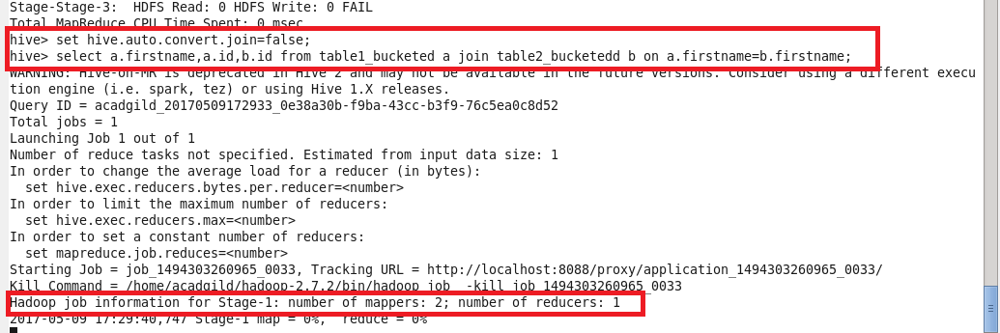 Stage-Stage-3:  HDFS Read: 0 HDFS Write: 0 FAIL
Total MapReduce CPU Time Spent: 0 msec
hive> set hive.auto.convert.join=false;
hive> select a.firstname,a.id,b.id from table1_bucketed a join table2_bucketedd b on a.firstname=b.firstname;
WARNING: Hive-on-MR is deprecated in Hive 2 and may not be available in the future versions. Consider using a different execu
tion engine (i.e. spark, tez) or using Hive 1.X releases.
Query ID = acadgild_20170509172933_0e38a30b-f9ba-43cc-b3f9-76c5ea0c8d52
Total jobs = 1
Launching Job 1 out of 1
Number of reduce tasks not specified. Estimated from input data size: 1
In order to change the average load for a reducer (in bytes):
  set hive.exec.reducers.bytes.per.reducer=<number>
In order to limit the maximum number of reducers:
  set hive.exec.reducers.max=<number>
In order to set a constant number of reducers:
  set mapreduce.job.reduces=<number>
Starting Job = job_1494303260965_0033, Tracking URL = http://localhost:8088/proxy/application_1494303260965_0033/
Kill Command = /home/acadgild/hadoop-2.7.2/bin/hadoop job  -kill job_1494303260965_0033
Hadoop job information for Stage-1: number of mappers: 2; number of reducers: 1
2017-05-09 17:29:40,747 Stage-1 map = 0%,  reduce = 0%